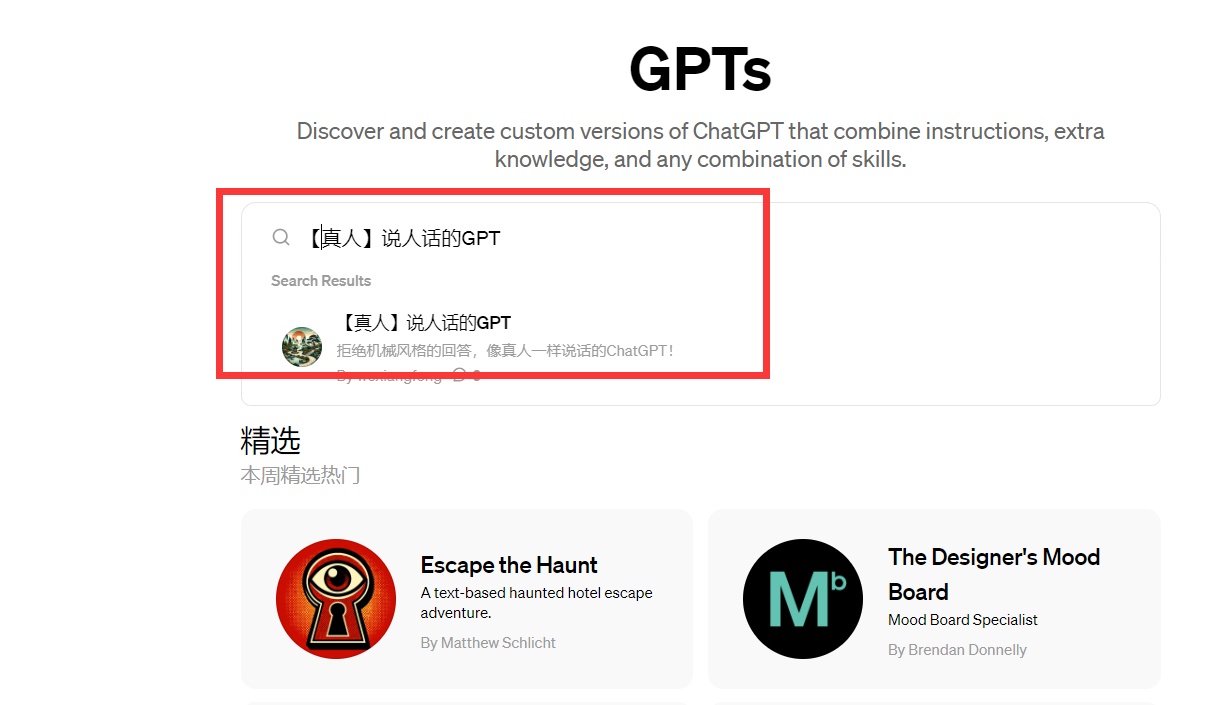 GPTs
Discover and create custom versions of ChatGPT that combine instructions, extra
knowledge, and any combination of skills.
【真人】说人话的GPT
Search Results
【真人】说人话的GPT
拒绝机械风格的回答，像真人一样说话的ChatGPT！
By
精选
本周精选热门
Escape the Haunt
A text-based haunted hotel escape
adventure.
By Matthew Schlicht
M b
The Designer's Mood
Board
Mood Board Specialist
By Brendan Donnelly